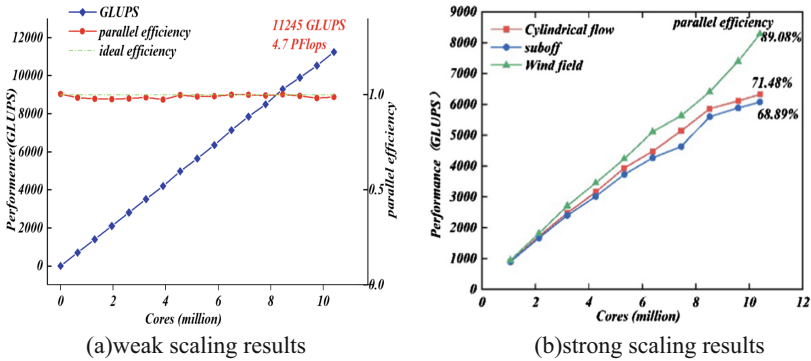 GLUPS
parallel efficiency
ideal efficiency
11245 GLUPS
4.7 PFlops
12000
10000
8000
6000
4000
2000
0
Performence(GLUPS)
1.0
0.5
0.0
parallel efficiency
0 2 4 6 8 10
Cores (million)
(a)weak scaling results
Cylindrical flow
suboff
Wind field
parallel efficiency
89.08%
71.48%
68.89%
9000
8000
7000
6000
5000
4000
3000
2000
1000
0
Performance (GLUPS)
0 2 4 6 8 10 12
Cores (million)
(b)strong scaling results